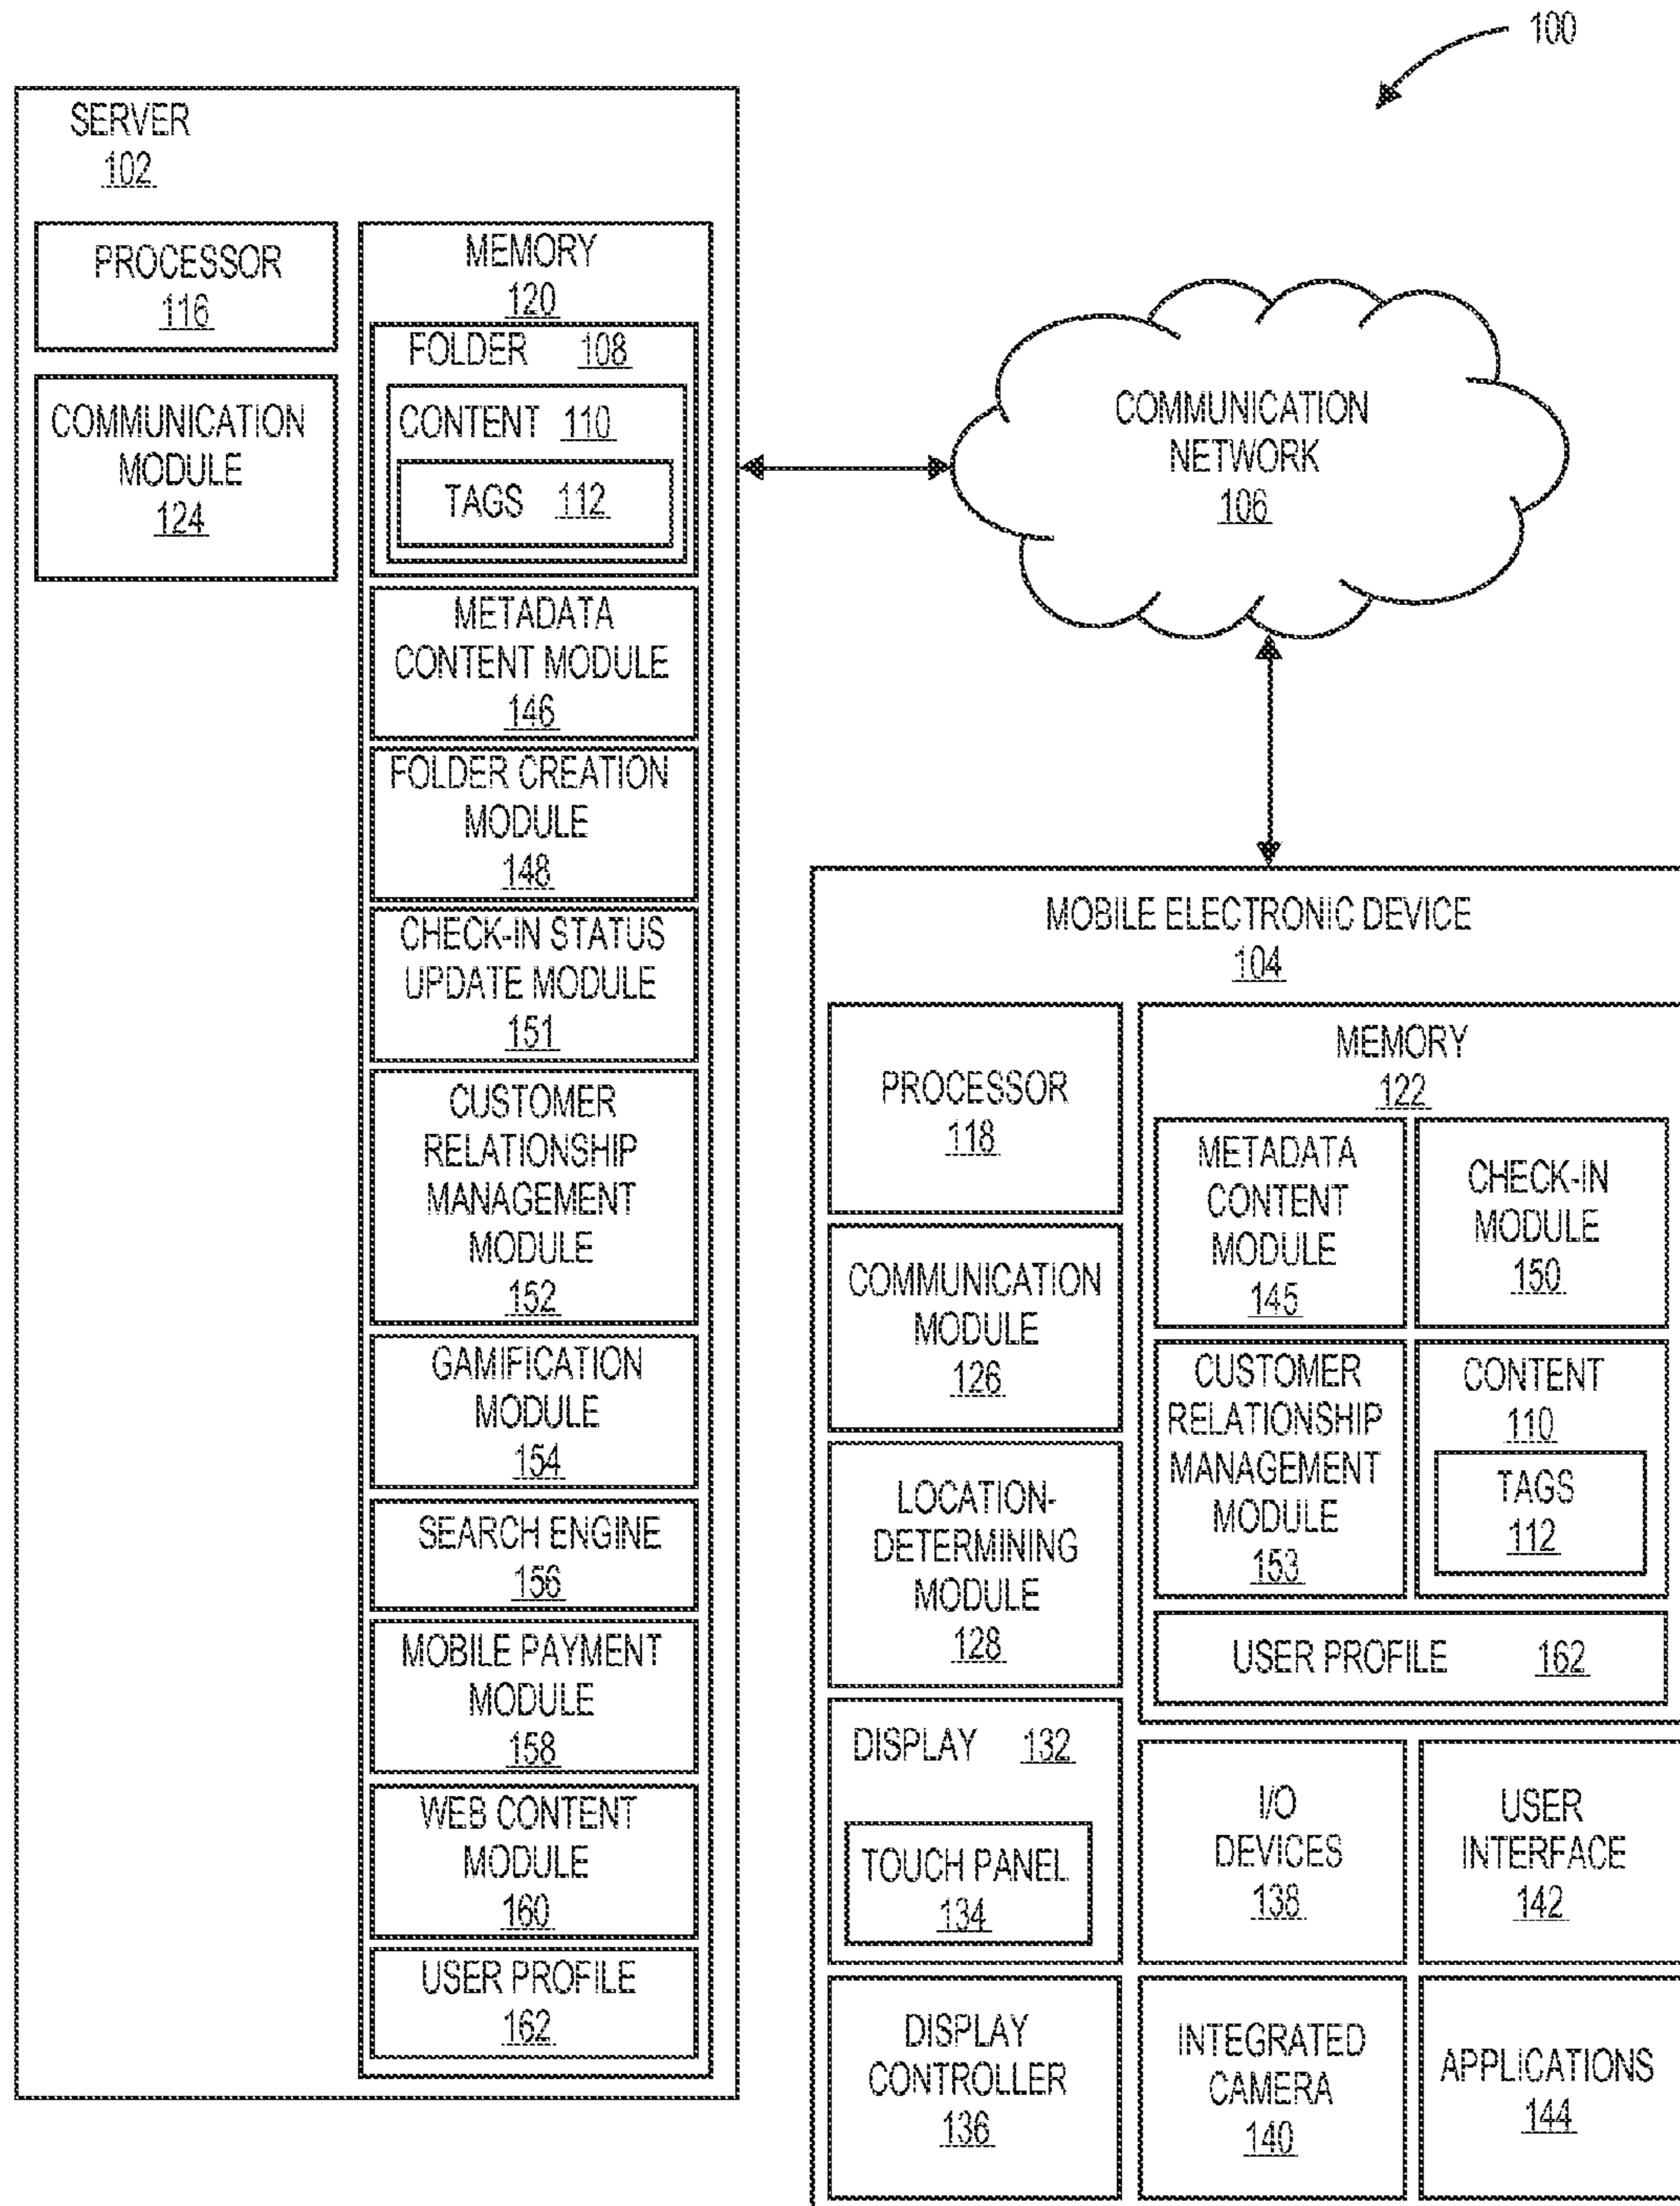 100
SERVER
102
PROCESSOR
116
COMMUNICATION
MODULE
124
MEMORY
120
FOLDER 108
CONTENT 110
TAGS 112
METADATA
CONTENT MODULE
146
FOLDER CREATION
MODULE
148
CHECK-IN STATUS
UPDATE MODULE
151
CUSTOMER
RELATIONSHIP
MANAGEMENT
MODULE
152
GAMIFICATION
MODULE
154
SEARCH ENGINE
156
MOBILE PAYMENT
MODULE
158
WEB CONTENT
MODULE
160
USER PROFILE
162
COMMUNICATION
NETWORK
106
MOBILE ELECTRONIC DEVICE
104
PROCESSOR
118
COMMUNICATION
MODULE
126
LOCATION-
DETERMINING
MODULE
128
DISPLAY 132
TOUCH PANEL
134
DISPLAY
CONTROLLER
136
MEMORY
122
METADATA
CONTENT
MODULE
145
CHECK-IN
MODULE
150
CUSTOMER
RELATIONSHIP
MANAGEMENT
MODULE
153
CONTENT
110
TAGS
112
USER PROFILE 162
I/O
DEVICES
138
USER
INTERFACE
142
INTEGRATED
CAMERA
140
APPLICATIONS
144